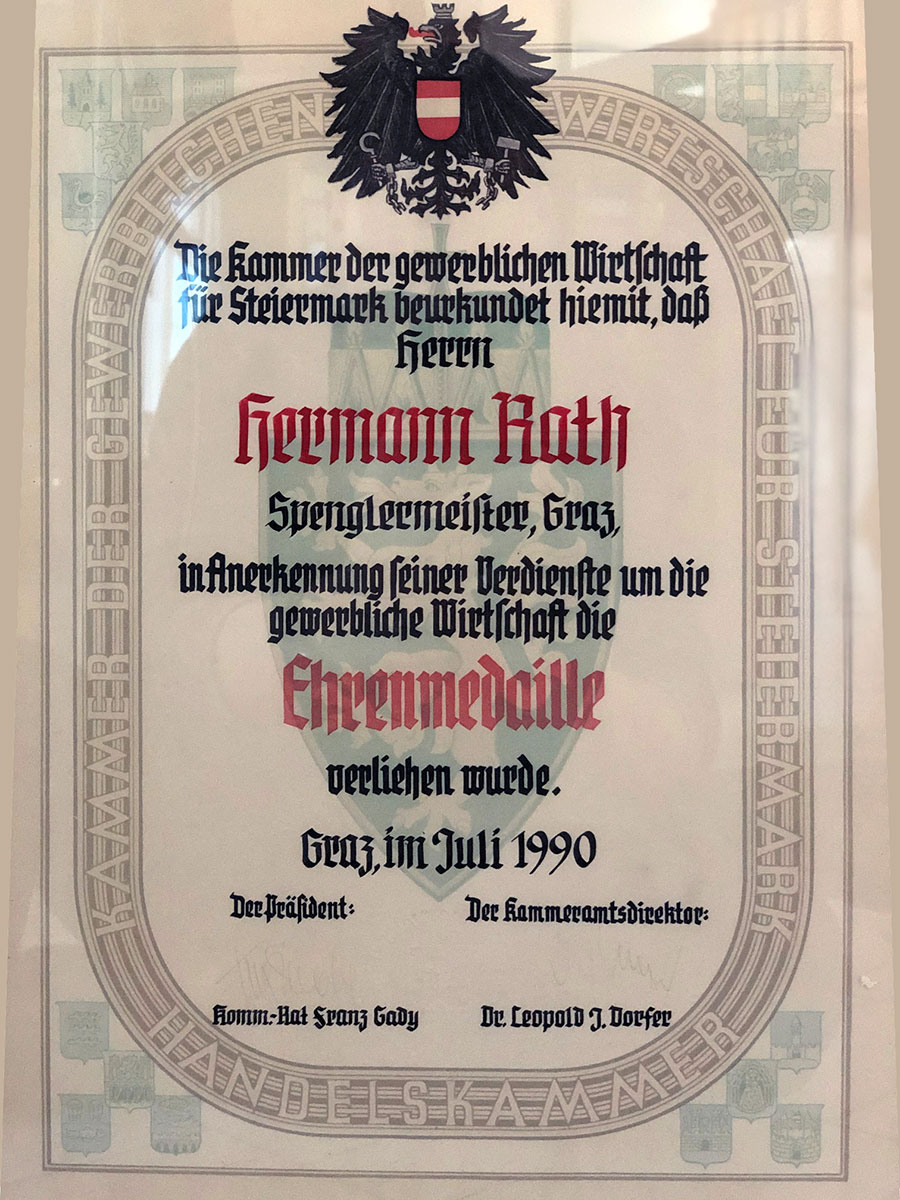 KAMMER DER GEWERBLICHEN WIRTSCHAFT FÜR STEIERMARK
Die Kammer der gewerblichen Wirtschaft
für Steiermark beurkundet hiemit, daß
Herrn
Hermann Rath
Spenglermeister, Graz,
in Anerkennung seiner Verdienste um die
gewerbliche Wirtschaft die
Ehrenmedaille
verliehen wurde.
Graz, im Juli 1990
Der Präsident: Der Kammeramtsdirektor:
Komm.-Rat Franz Gady Dr. Leopold J. Dorfer
HANDELSKAMMER